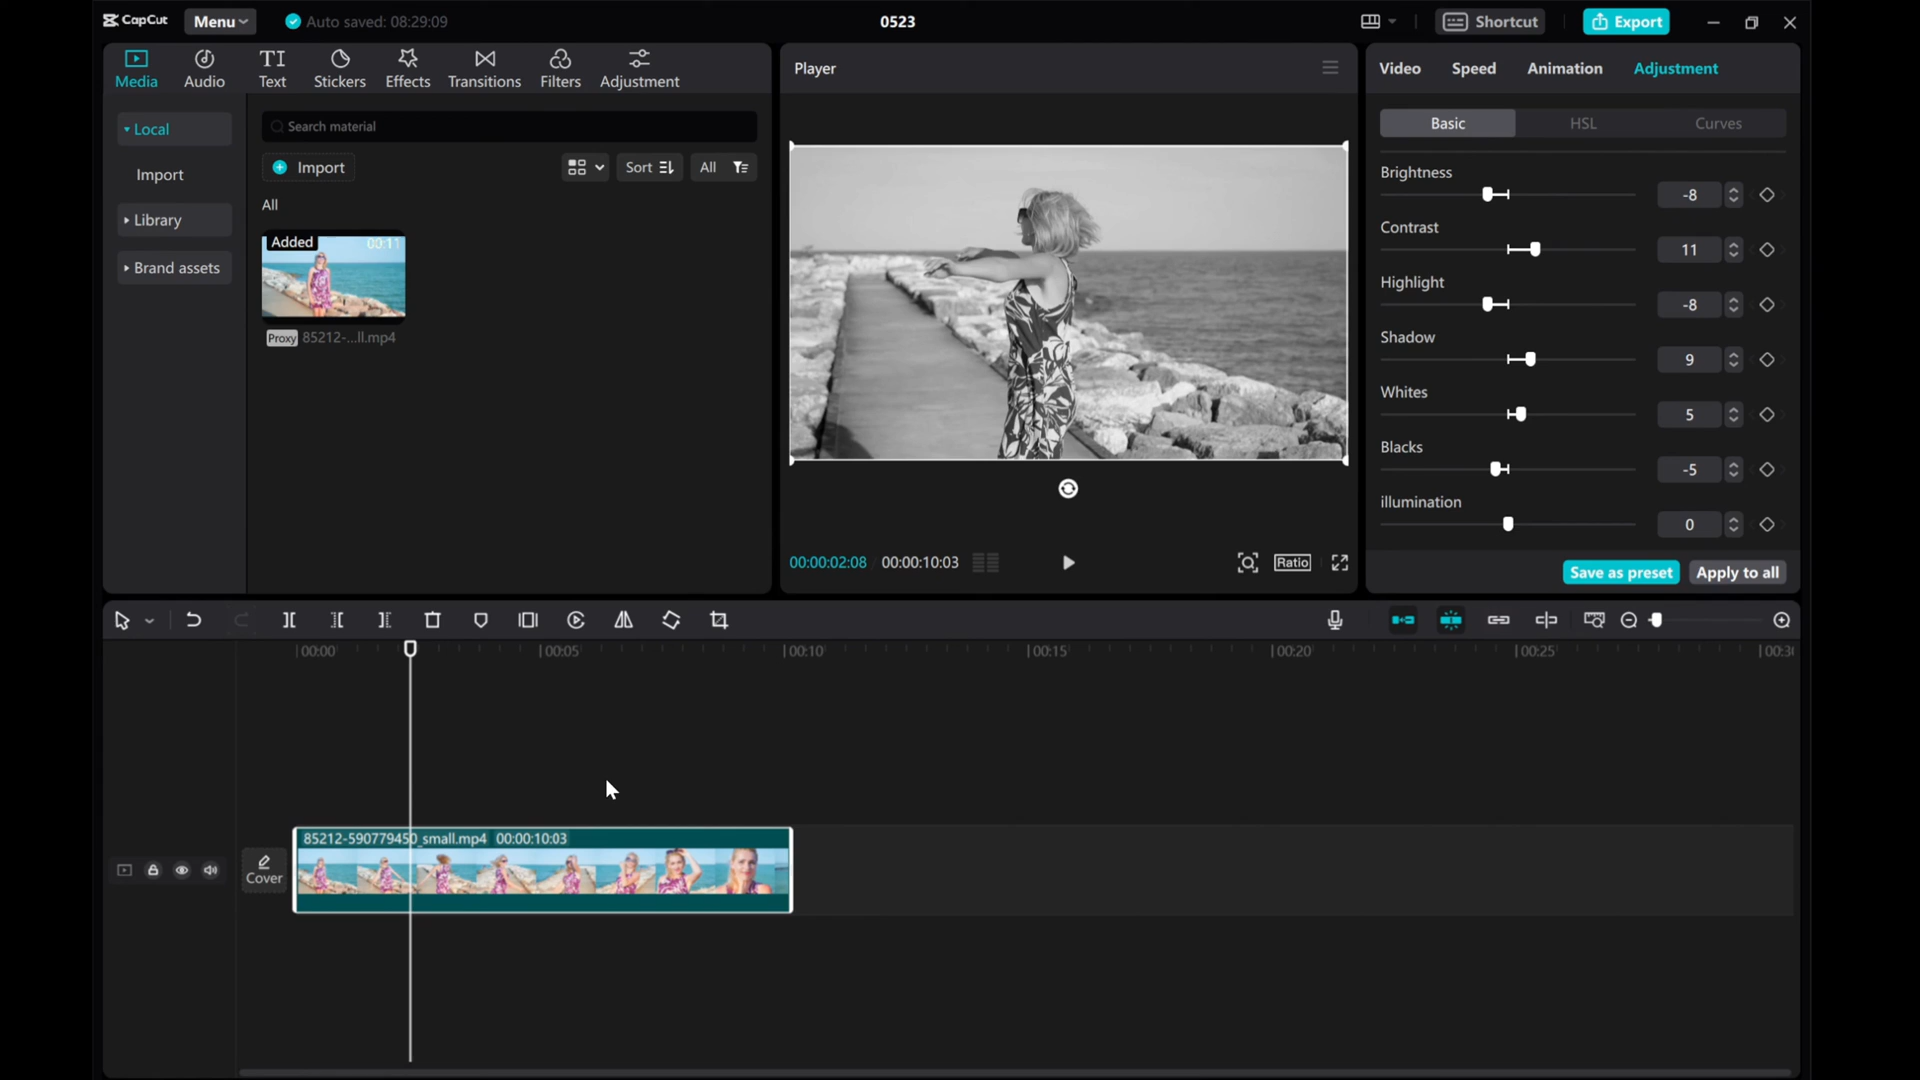 CapCut Menu Auto saved: 08:29:09 0523 Shortcut Export
Media Audio Text Stickers Effects Transitions Filters Adjustment
Local
Import
Library
Brand assets
Search material
Import Sort All
All
Added 00:11
Proxy 85212-...ll.mp4
Player
00:00:02:08 00:00:10:03 Ratio
Video Speed Animation Adjustment
Basic HSL Curves
Brightness
-8
Contrast
11
Highlight
-8
Shadow
9
Whites
5
Blacks
-5
illumination
0
Save as preset Apply to all
00:00 00:05 00:10 00:15 00:20 00:25 00:3
Cover
85212-590779450_small.mp4 00:00:10:03